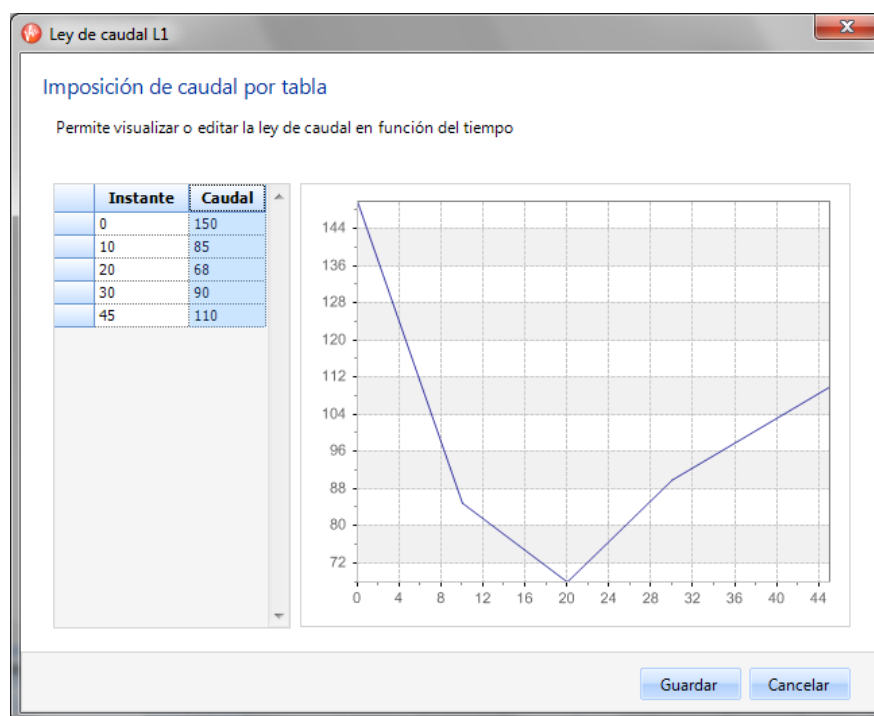 Ley de caudal L1
Imposición de caudal por tabla
Permite visualizar o editar la ley de caudal en función del tiempo
Instante Caudal
0 150
10 85
20 68
30 90
45 110
144
136
128
120
112
104
96
88
80
72
0 4 8 12 16 20 24 28 32 36 40 44
Guardar Cancelar